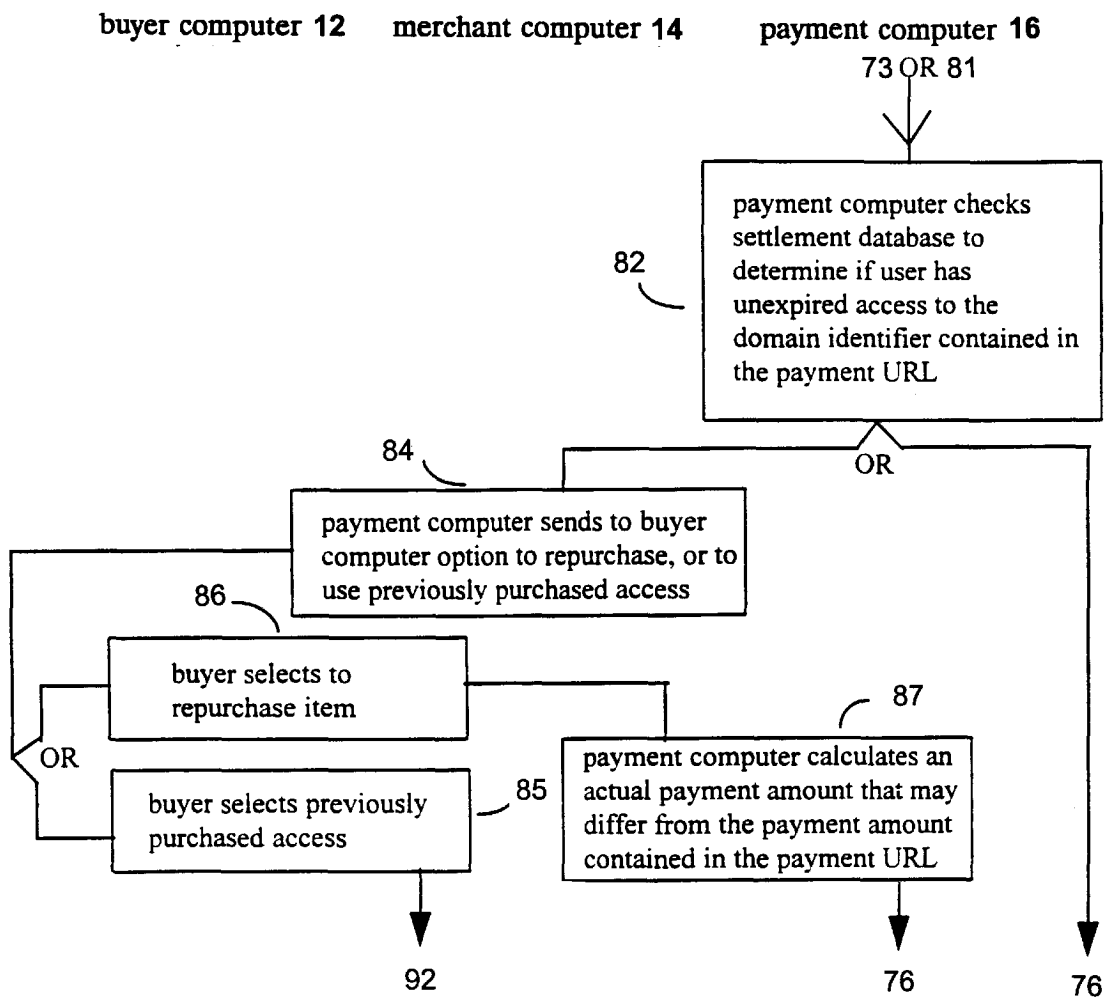 buyer computer 12 merchant computer 14 payment computer 16
73 OR 81
82
payment computer checks
settlement database to
determine if user has
unexpired access to the
domain identifier contained in
the payment URL
OR
84
payment computer sends to buyer
computer option to repurchase, or to
use previously purchased access
86
buyer selects to
repurchase item
OR
87
payment computer calculates an
actual payment amount that may
differ from the payment amount
contained in the payment URL
85
buyer selects previously
purchased access
92
76
76